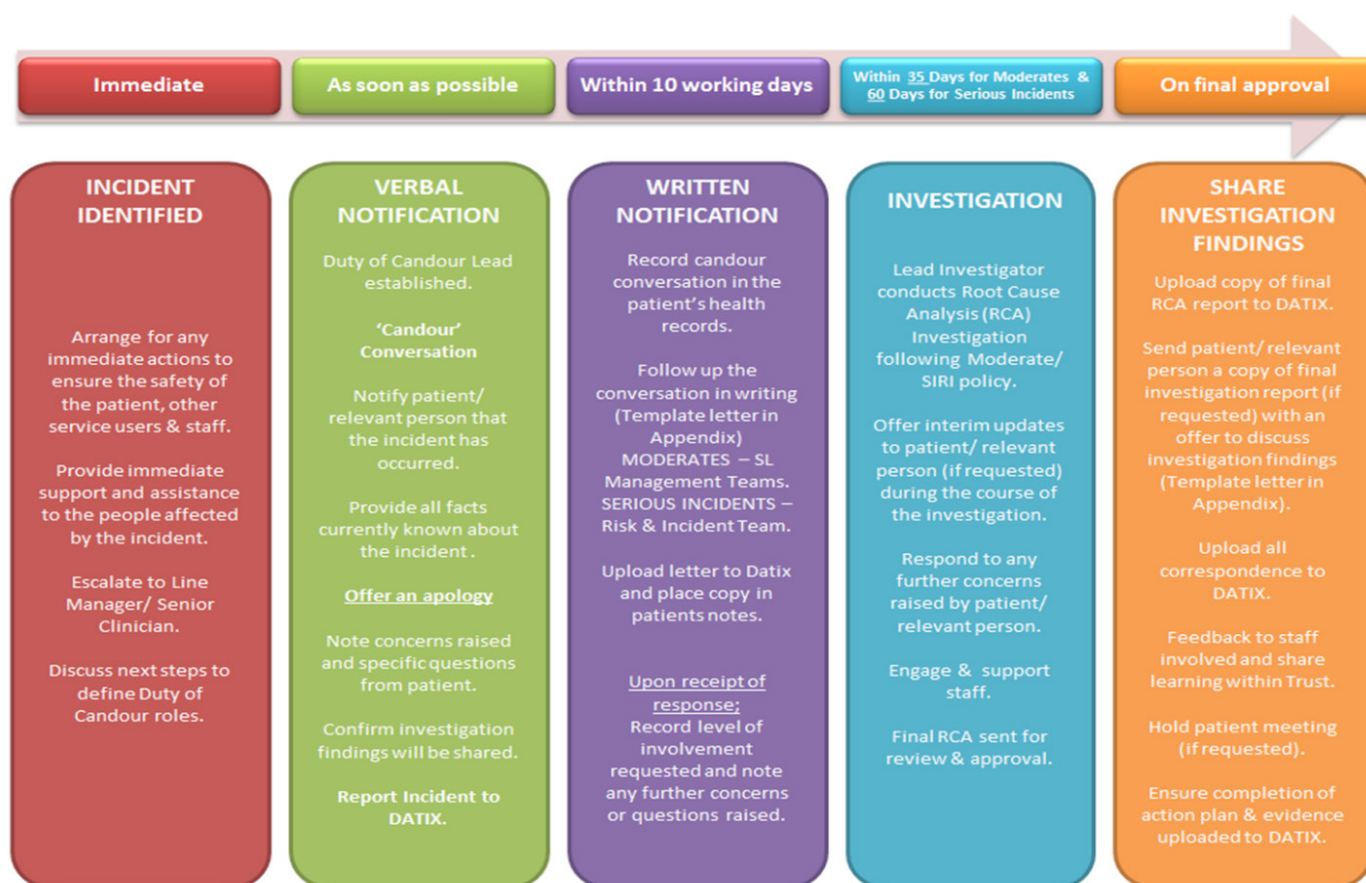 Immediate
As soon as possible
Within 10 working days
Within 35 Days for Moderates &
60 Days for Serious Incidents
On final approval
INCIDENT
IDENTIFIED
Arrange for any
immediate actions to
ensure the safety of
the patient, other
service users & staff.
Provide immediate
support and assistance
to the people affected
by the incident.
Escalate to Line
Manager/ Senior
Clinician.
Discuss next steps to
define Duty of
Candour roles.
VERBAL
NOTIFICATION
Duty of Candour Lead
established.
‘Candour’
Conversation
Notify patient/
relevant person that
the incident has
occurred.
Provide all facts
currently known about
the incident .
Offer an apology
Note concerns raised
and specific questions
from patient.
Confirm investigation
findings will be shared.
Report Incident to
DATIX.
WRITTEN
NOTIFICATION
Record candour
conversation in the
patient’s health
records.
Follow up the
conversation in writing
(Template letter in
Appendix)
MODERATES – SL
Management Teams.
SERIOUS INCIDENTS –
Risk & Incident Team.
Upload letter to Datix
and place copy in
patients notes.
Upon receipt of
response;
Record level of
involvement
requested and note
any further concerns
or questions raised.
INVESTIGATION
Lead Investigator
conducts Root Cause
Analysis (RCA)
Investigation
following Moderate/
SIRI policy.
Offer interim updates
to patient/ relevant
person (if requested)
during the course of
the investigation.
Respond to any
further concerns
raised by patient/
relevant person.
Engage & support
staff.
Final RCA sent for
review & approval.
SHARE
INVESTIGATION
FINDINGS
Upload copy of final
RCA report to DATIX.
Send patient/ relevant
person a copy of final
investigation report (if
requested) with an
offer to discuss
investigation findings
(Template letter in
Appendix).
Upload all
correspondence to
DATIX.
Feedback to staff
involved and share
learning within Trust.
Hold patient meeting
(if requested).
Ensure completion of
action plan & evidence
uploaded to DATIX.